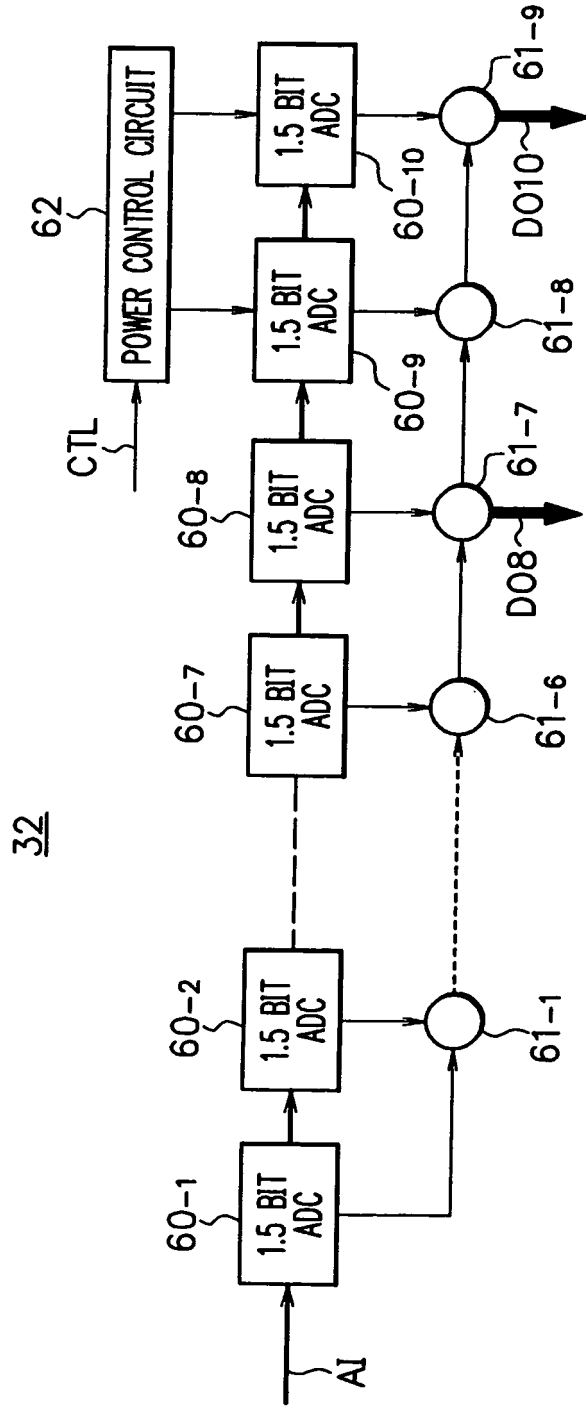 32
62
POWER CONTROL CIRCUIT
CTL
60-1
1.5 BIT
ADC
60-2
1.5 BIT
ADC
60-7
1.5 BIT
ADC
60-8
1.5 BIT
ADC
1.5 BIT
ADC
60-9
1.5 BIT
ADC
60-10
AI
61-1
61-6
61-7
61-8
61-9
DO8
DO10